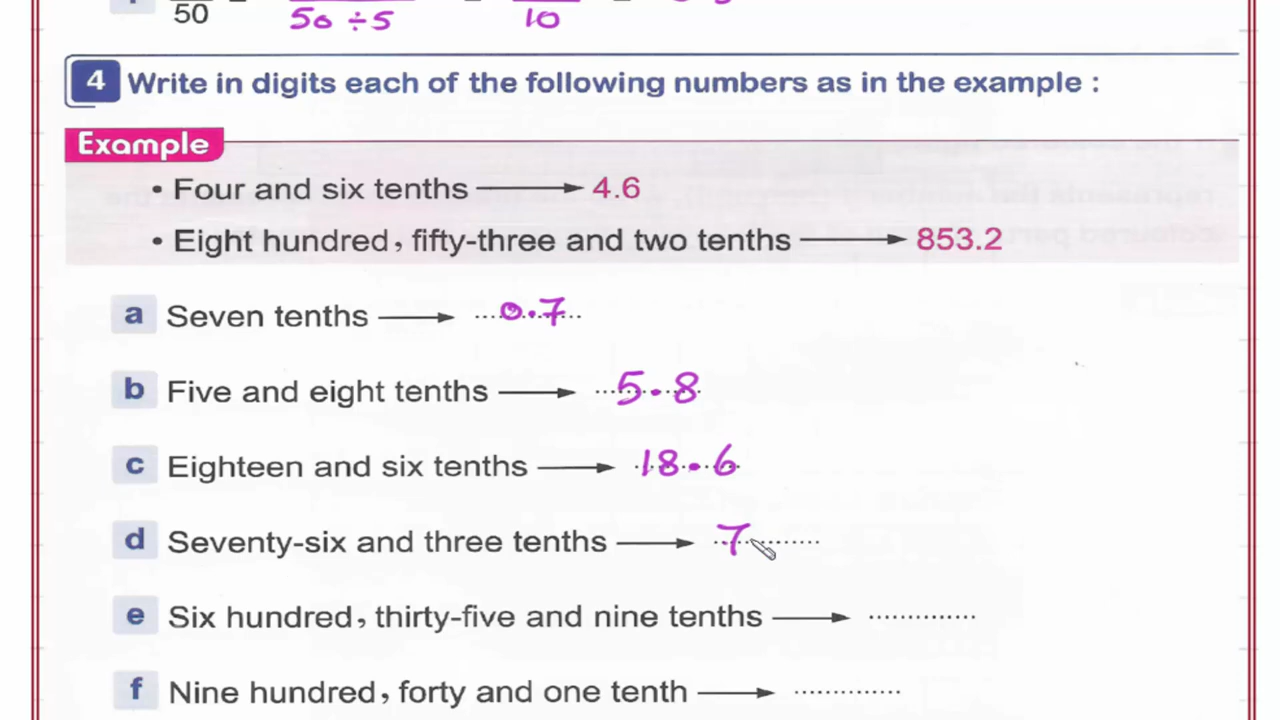 50 50 ÷5 10
4 Write in digits each of the following numbers as in the example :
Example
• Four and six tenths → 4.6
• Eight hundred, fifty-three and two tenths → 853.2
a Seven tenths → 0.7
b Five and eight tenths → 5.8
c Eighteen and six tenths → 18.6
d Seventy-six and three tenths → 7
e Six hundred, thirty-five and nine tenths → ............
f Nine hundred, forty and one tenth → ............